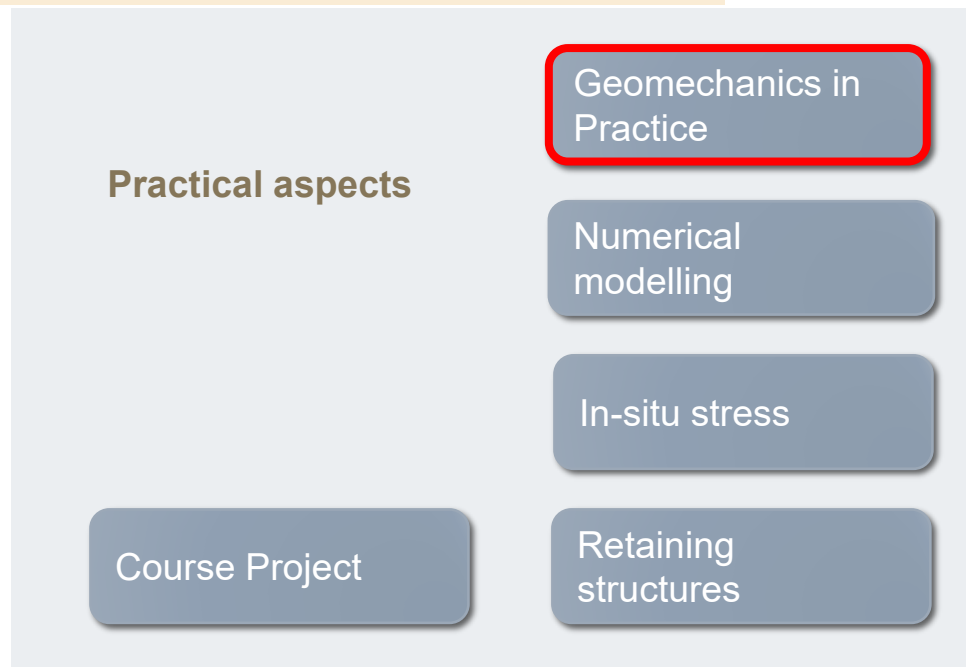 Geomechanics in
Practice
Practical aspects
Numerical
modelling
In-situ stress
Course Project
Retaining
structures